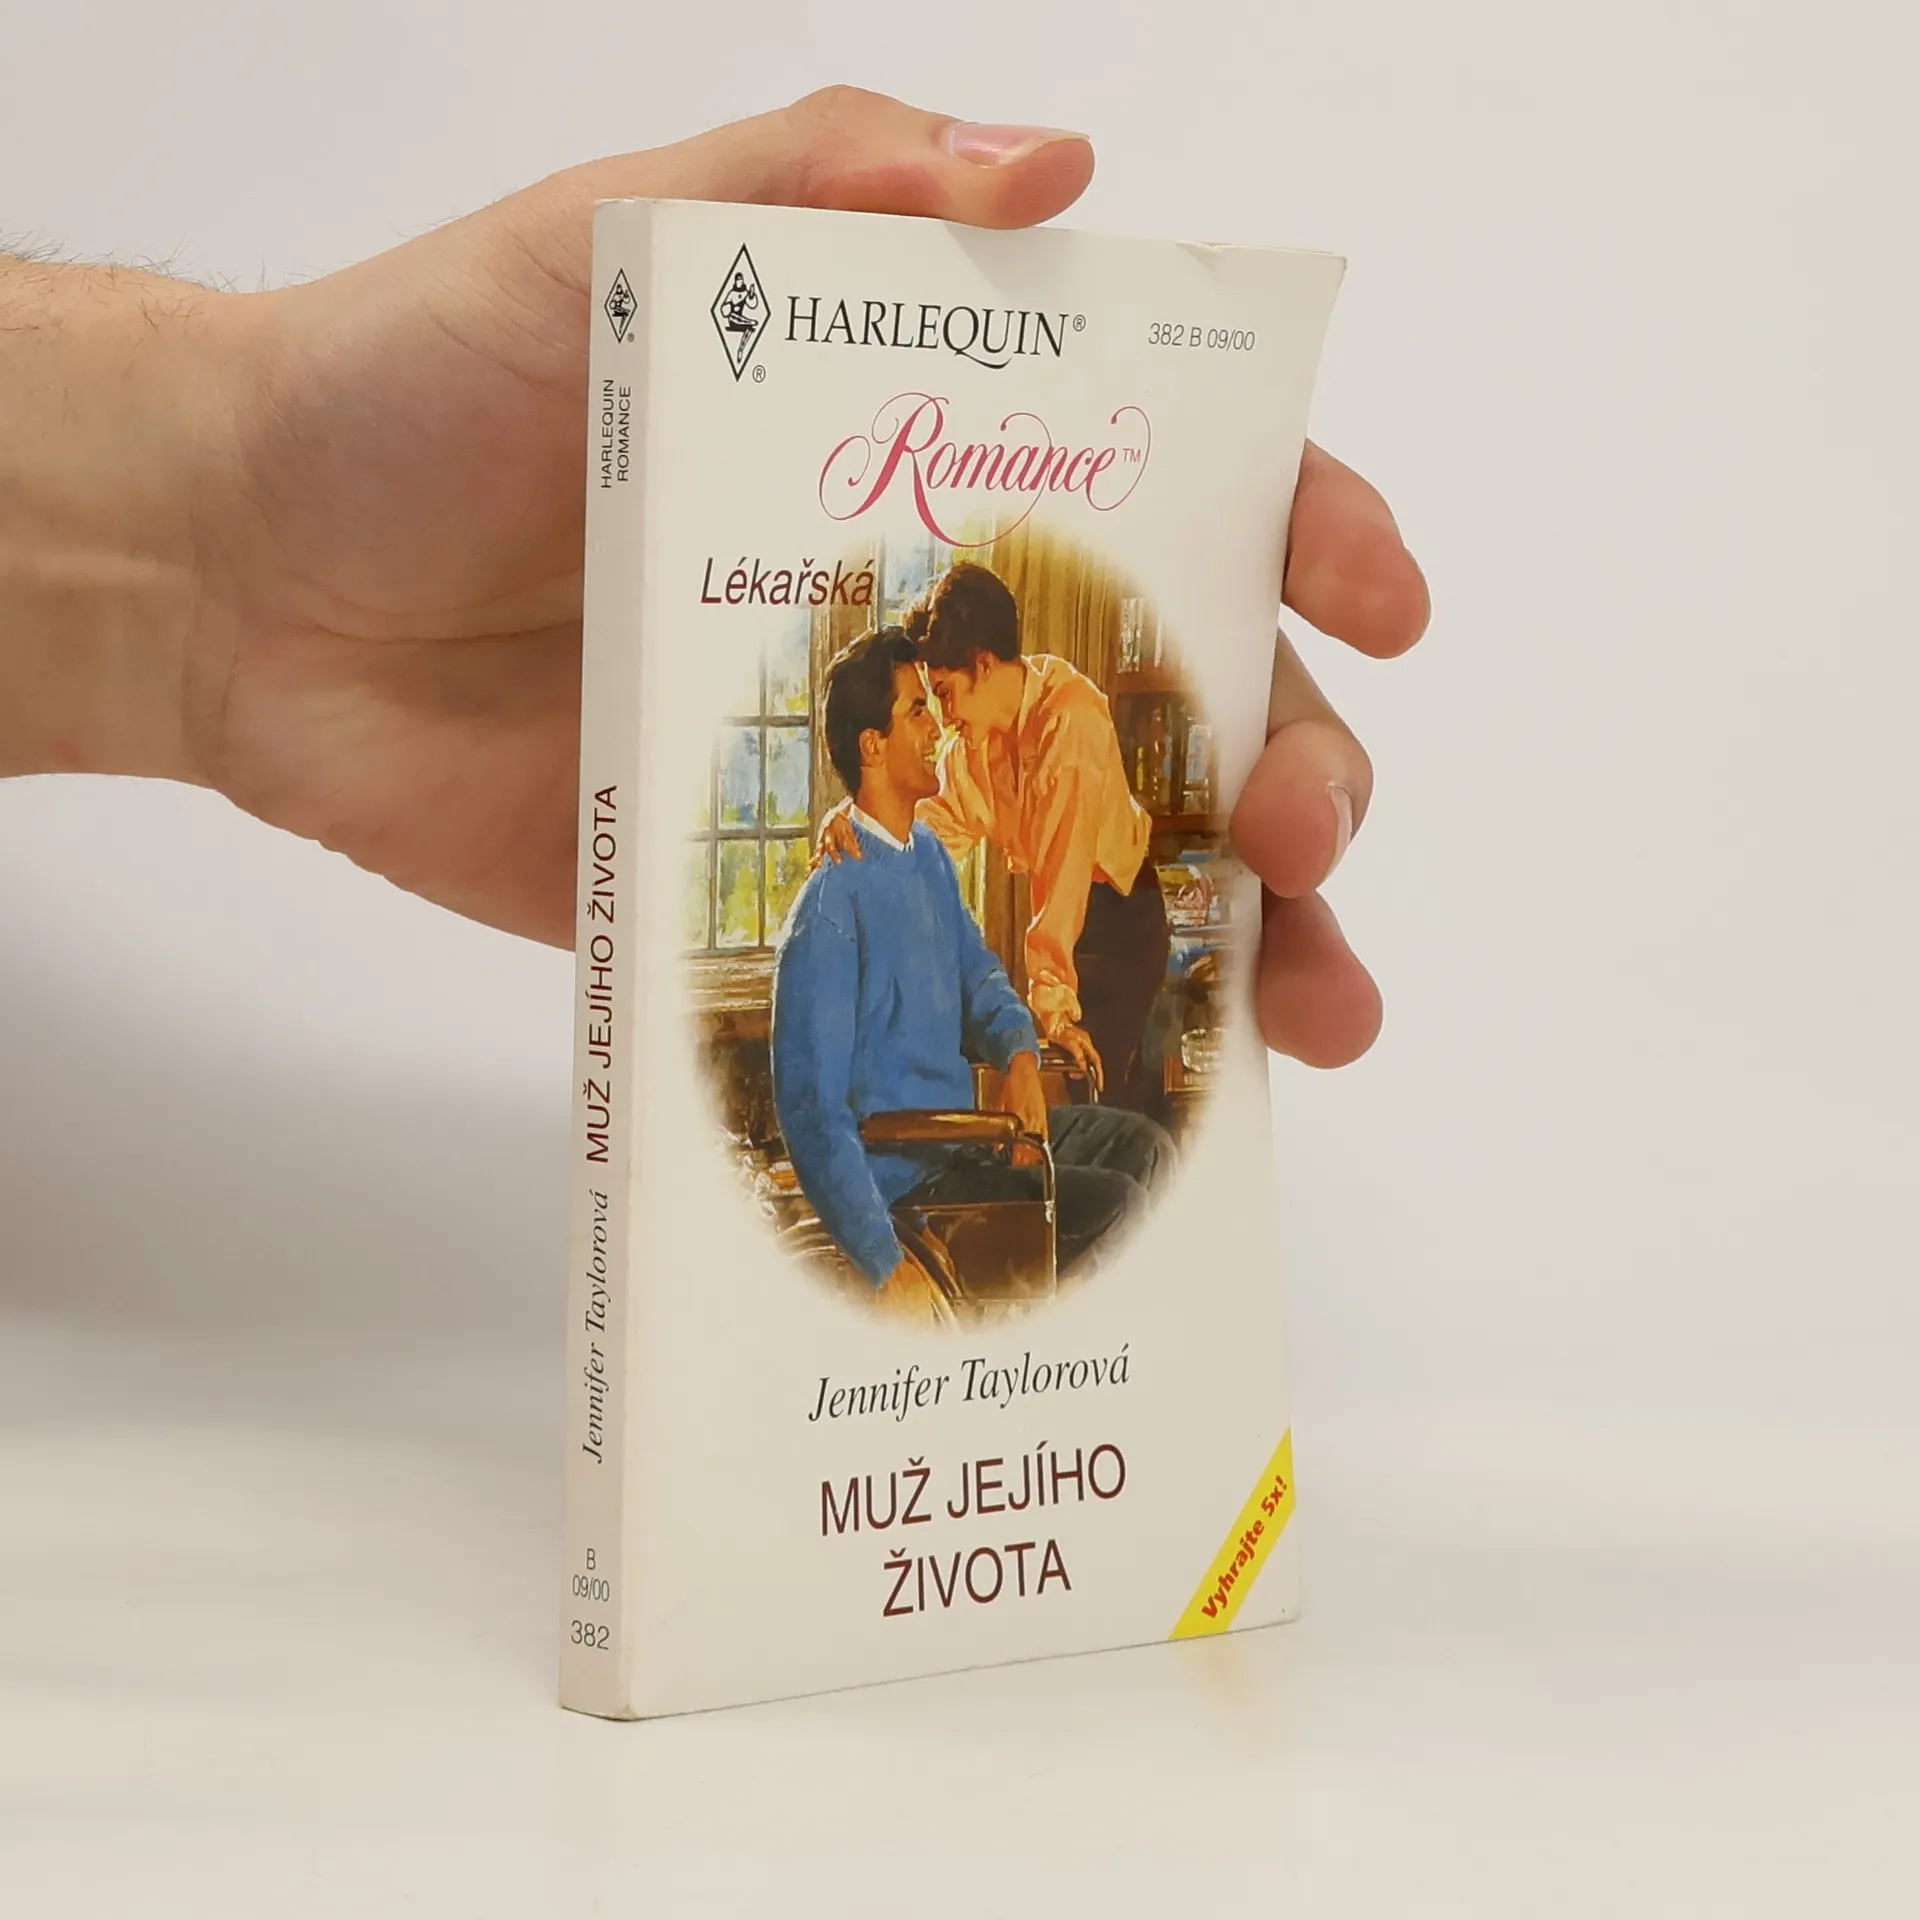 HARLEQUIN®
382 B 09/00
Romance™
Lékařská
Jennifer Taylorová
MUŽ JEJÍHO
ŽIVOTA
Vyhrajte 5x!
®
®
HARLEQUIN
ROMANCE
Jennifer Taylorová MUŽ JEJÍHO ŽIVOTA
B
09/00
382